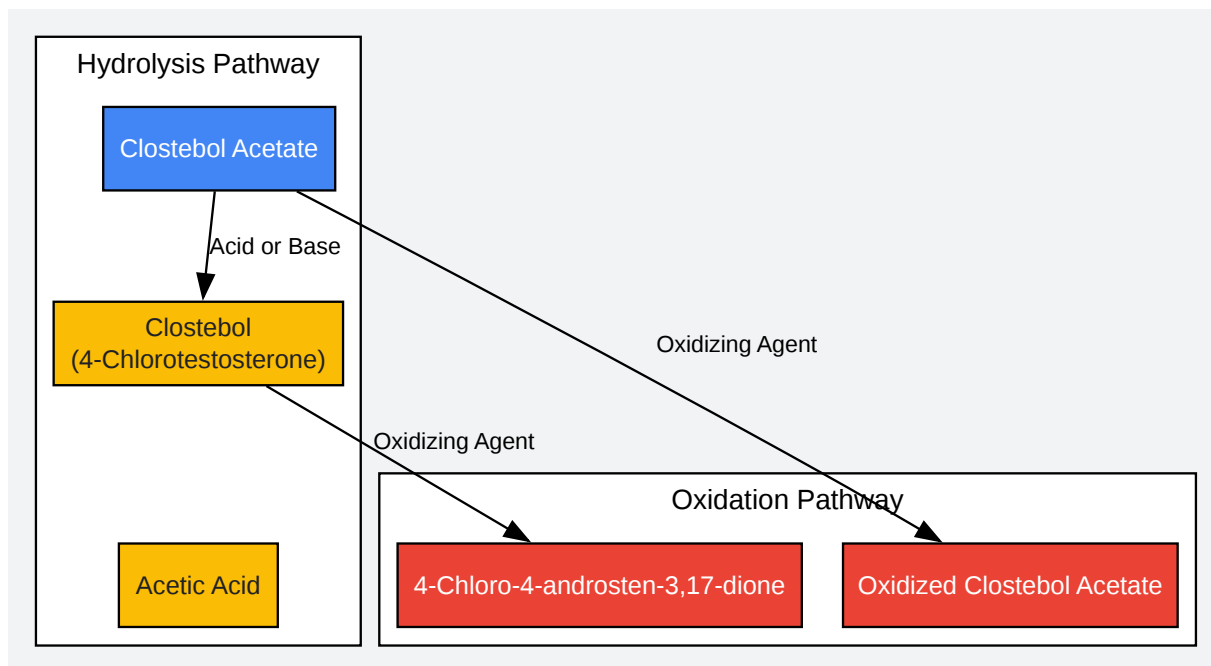 Hydrolysis Pathway
Clostebol Acetate
Acid or Base
Clostebol
(4-Chlorotestosterone)
Oxidizing Agent
Oxidizing Agent
Oxidation Pathway
Acetic Acid
4-Chloro-4-androsten-3,17-dione
Oxidized Clostebol Acetate